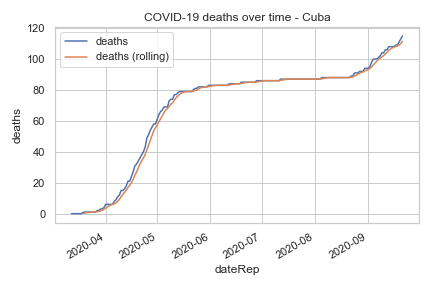 COVID-19 deaths over time - Cuba
deaths
deaths (rolling)
120
100
80
60
40
20
0
deaths
2020-04
2020-05
2020-06
2020-07
2020-08
2020-09
dateRep